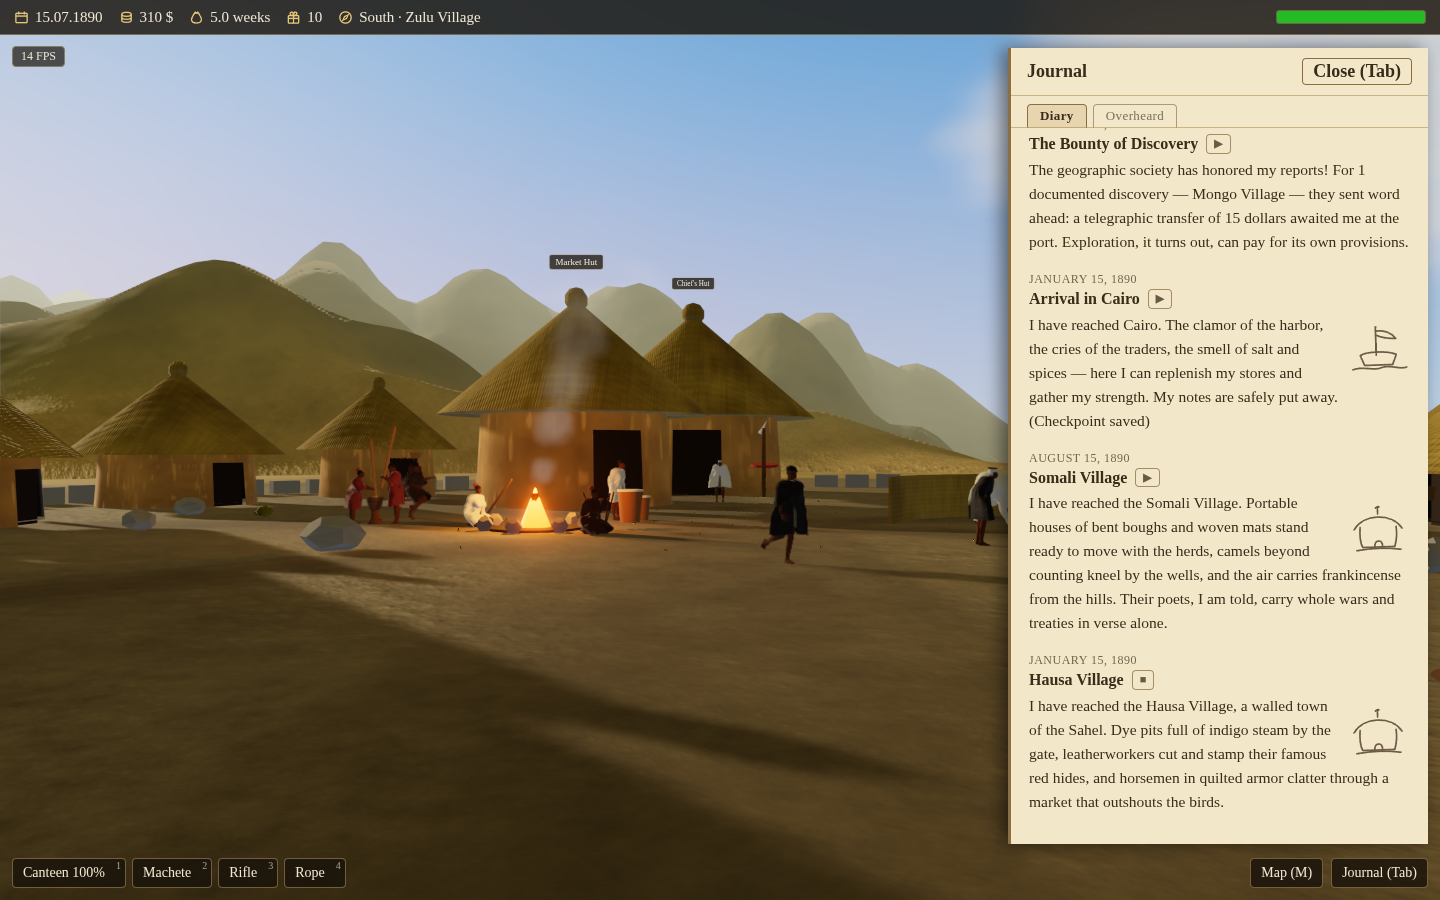 15.07.1890 310 $ 5.0 weeks 10 South · Zulu Village
14 FPS
Market Hut
Chief's Hut
Journal
Close (Tab)
Diary
Overheard
The Bounty of Discovery
The geographic society has honored my reports! For 1
documented discovery — Mongo Village — they sent word
ahead: a telegraphic transfer of 15 dollars awaited me at the
port. Exploration, it turns out, can pay for its own provisions.
JANUARY 15, 1890
Arrival in Cairo
I have reached Cairo. The clamor of the harbor,
the cries of the traders, the smell of salt and
spices — here I can replenish my stores and
gather my strength. My notes are safely put away.
(Checkpoint saved)
AUGUST 15, 1890
Somali Village
I have reached the Somali Village. Portable
houses of bent boughs and woven mats stand
ready to move with the herds, camels beyond
counting kneel by the wells, and the air carries frankincense
from the hills. Their poets, I am told, carry whole wars and
treaties in verse alone.
JANUARY 15, 1890
Hausa Village
I have reached the Hausa Village, a walled town
of the Sahel. Dye pits full of indigo steam by the
gate, leatherworkers cut and stamp their famous
red hides, and horsemen in quilted armor clatter through a
market that outshouts the birds.
Canteen 100% 1
Machete 2
Rifle 3
Rope 4
Map (M)
Journal (Tab)